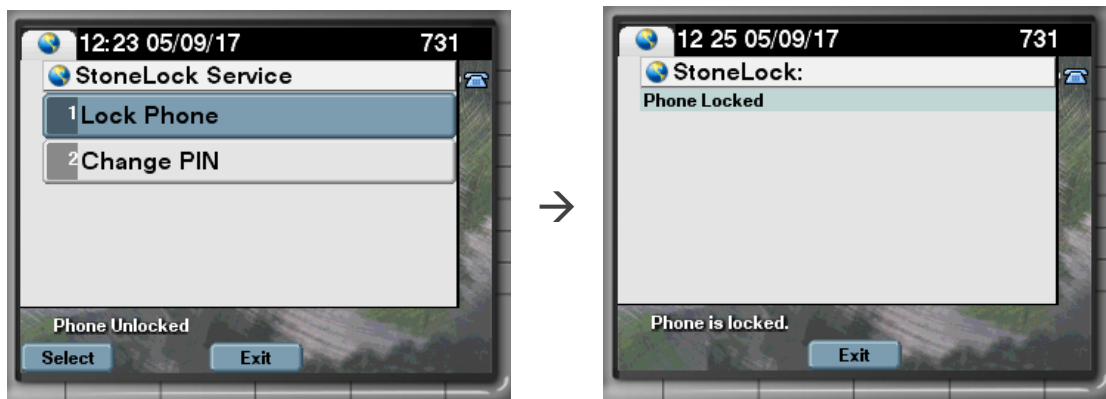 12:23 05/09/17 731
StoneLock Service
1 Lock Phone
2 Change PIN
Phone Unlocked
Select Exit
→
12 25 05/09/17 731
StoneLock:
Phone Locked
Phone is locked.
Exit